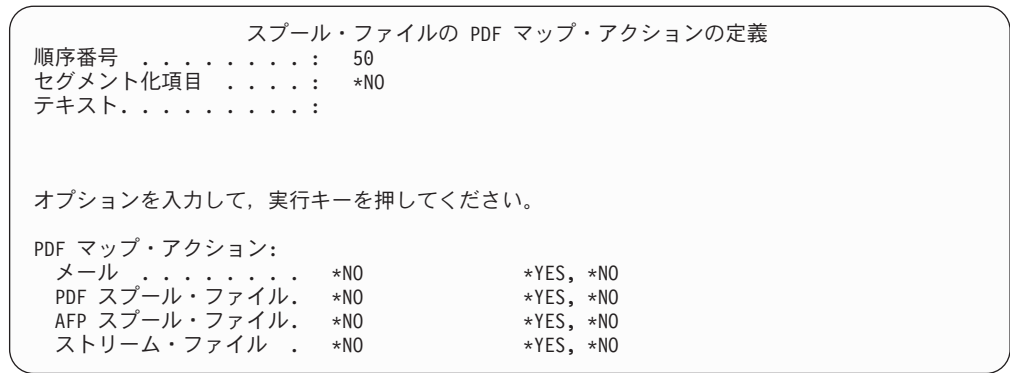 スプール・ファイルの PDF マップ・アクションの定義
順序番号 . . . . . . . . : 50
セグメント化項目 . . . . : *NO
テキスト. . . . . . . . . :
オプションを入力して, 実行キーを押してください。
PDF マップ・アクション:
メール . . . . . . . . *NO *YES, *NO
PDF スプール・ファイル. *NO *YES, *NO
AFP スプール・ファイル. *NO *YES, *NO
ストリーム・ファイル . *NO *YES, *NO